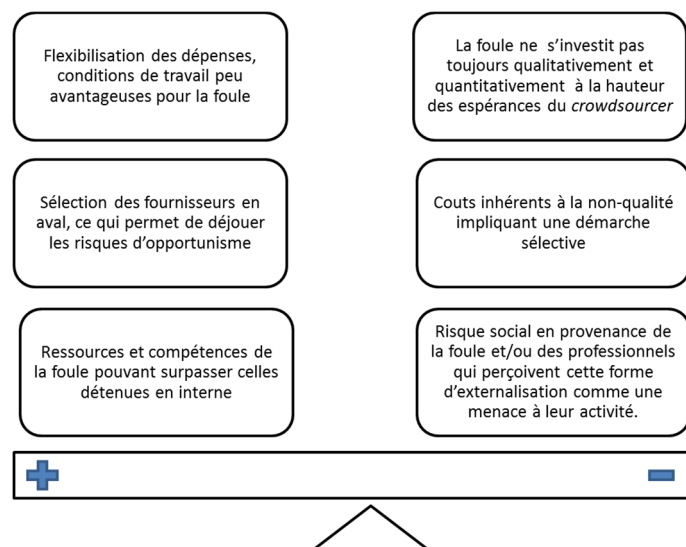 Flexibilisation des dépenses,
conditions de travail peu
avantageuses pour la foule
La foule ne s'investit pas
toujours qualitativement et
quantitativement à la hauteur
des espérances du crowdsourcer
Sélection des fournisseurs en
aval, ce qui permet de déjouer
les risques d'opportunisme
Couts inhérents à la non-qualité
impliquant une démarche
sélective
Ressources et compétences de
la foule pouvant surpasser celles
détenues en interne
Risque social en provenance de
la foule et/ou des professionnels
qui perçoivent cette forme
d'externalisation comme une
menace à leur activité.